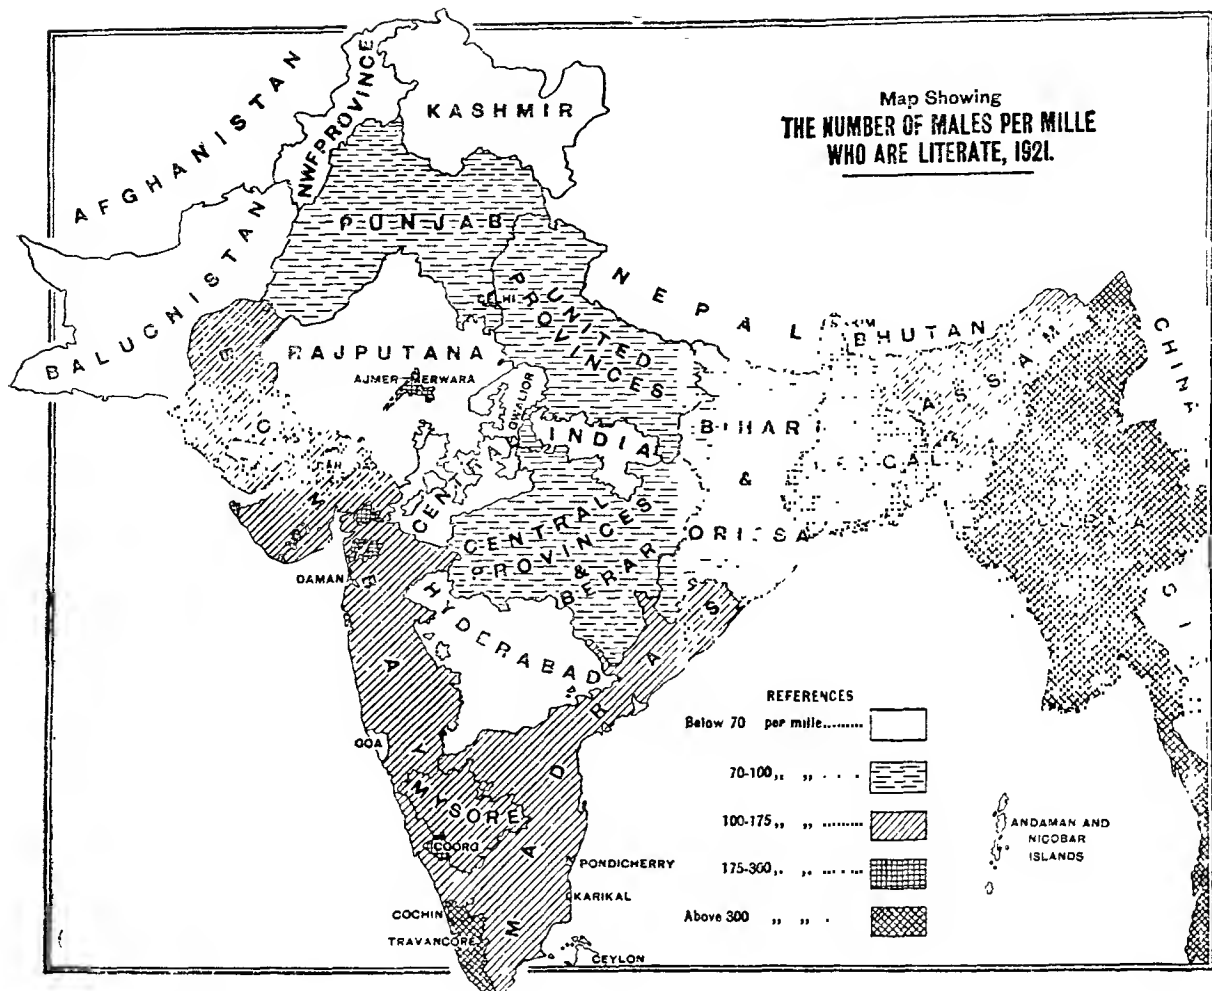 Map Showing
THE NUMBER OF MALES PER MILLE
WHO ARE LITERATE, 1921.
AFGHANISTAN
NWFPROVINCE
KASHMIR
PUNJAB
BALUCHISTAN
NEPAL
DELHI
UNITED
PROVINCES
BHUTAN
CHINA
ASSAM
RAJPUTANA
AJMER-MERWARA
GWALIOR
CENTRAL
INDIA
BIHAR
&
ORISSA
CENTRAL
PROVINCES
&
BERAR
DAMAN
HYDERABAD
GOA
MYSORE
COORG
MADRAS
PONDICHERRY
KARIKAL
COCHIN
TRAVANCORE
CEYLON
ANDAMAN AND
NICOBAR
ISLANDS
REFERENCES
Below 70 per mille.........
70-100 ,, ,, . . . .
100-175 ,, ,, .........
175-300 ,, ,, .......
Above 300 ,, ,, .